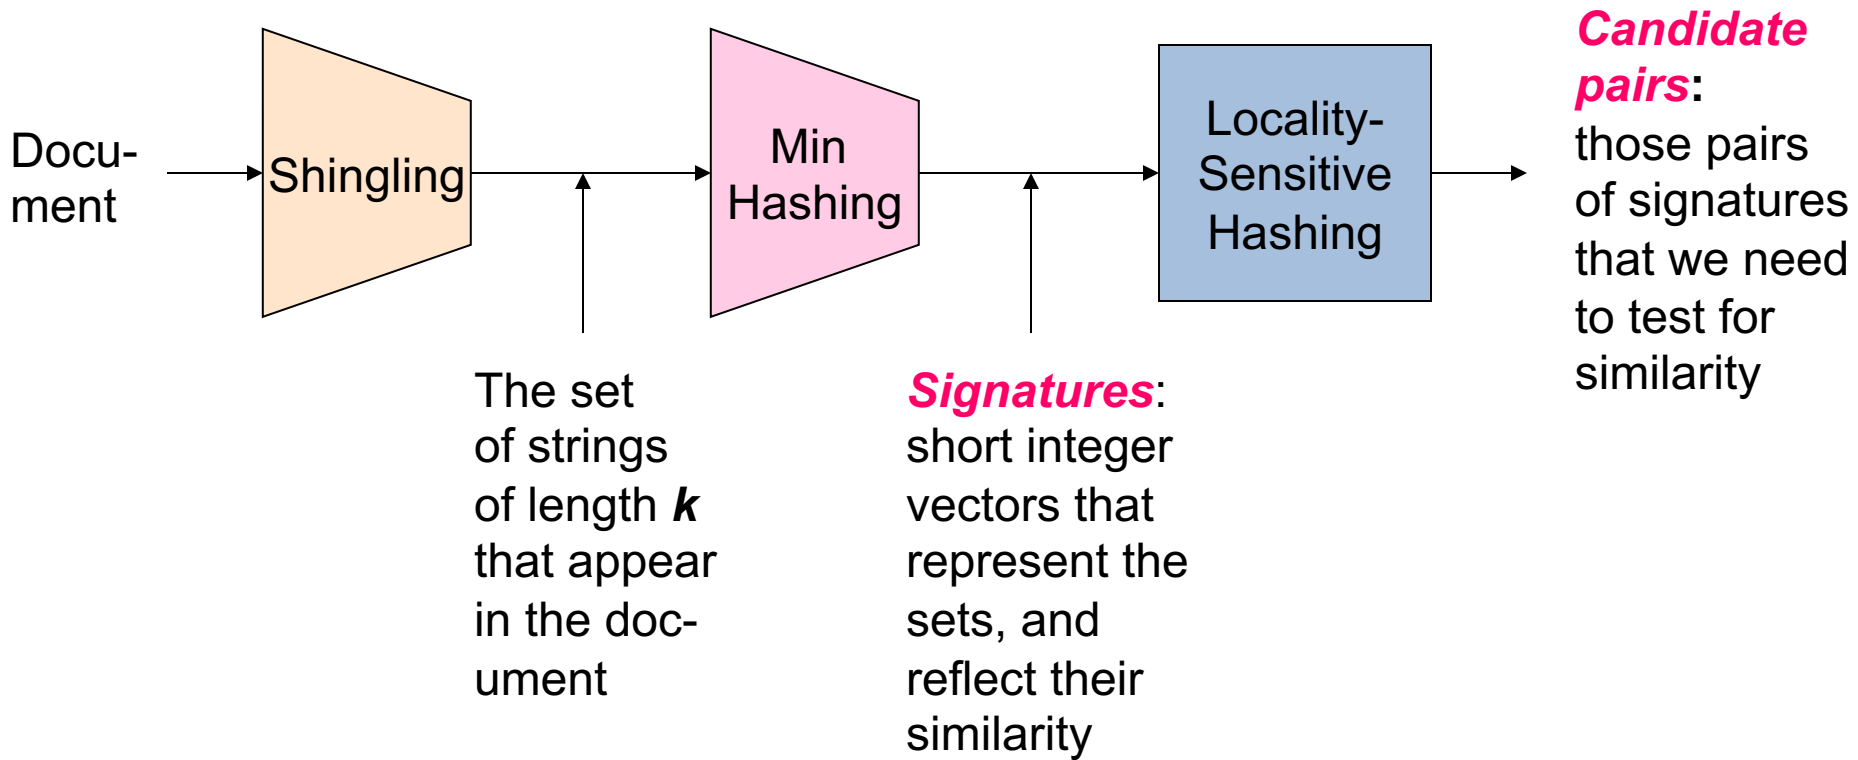 Docu-
ment
Shingling
The set
of strings
of length k
that appear
in the doc-
ument
Min
Hashing
Signatures:
short integer
vectors that
represent the
sets, and
reflect their
similarity
Locality-
Sensitive
Hashing
Candidate
pairs:
those pairs
of signatures
that we need
to test for
similarity